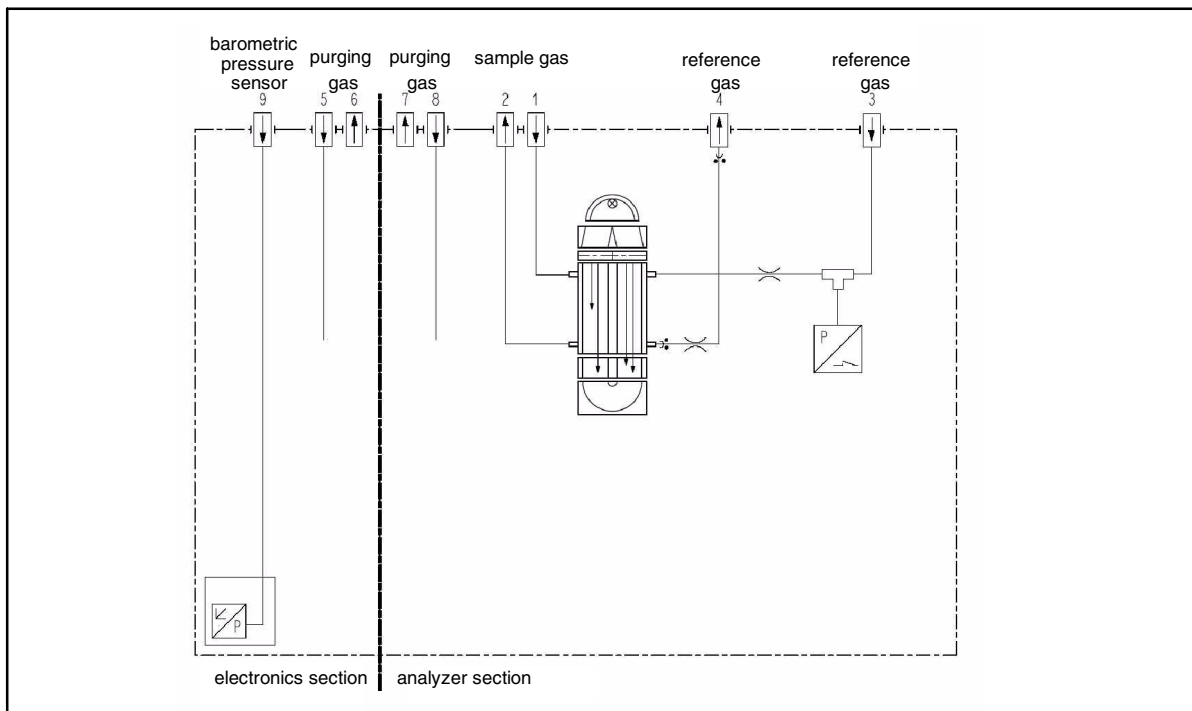 barometric
pressure
sensor
9
purging
gas
5 6
purging
gas
7 8
sample gas
2 1
reference
gas
4
reference
gas
3
P
P
electronics section
analyzer section